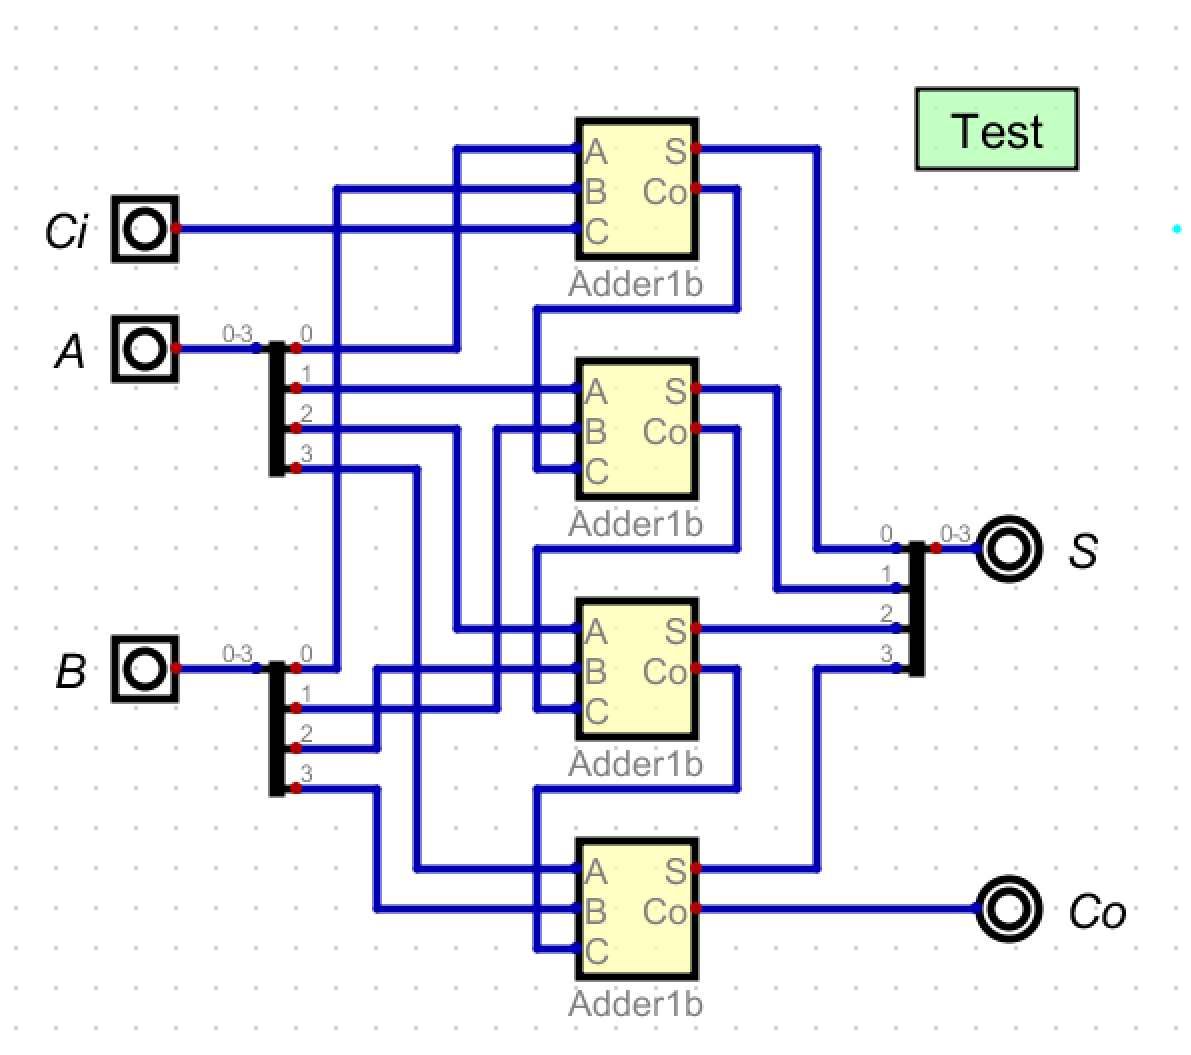 Test
A S
B Co
C
Adder1b
Ci
A 0-3 0
1
2
3
A S
B Co
C
Adder1b
0 0-3 S
1
2
3
B 0-3 0
1
2
3
A S
B Co
C
Adder1b
A S
B Co
C
Adder1b
Co